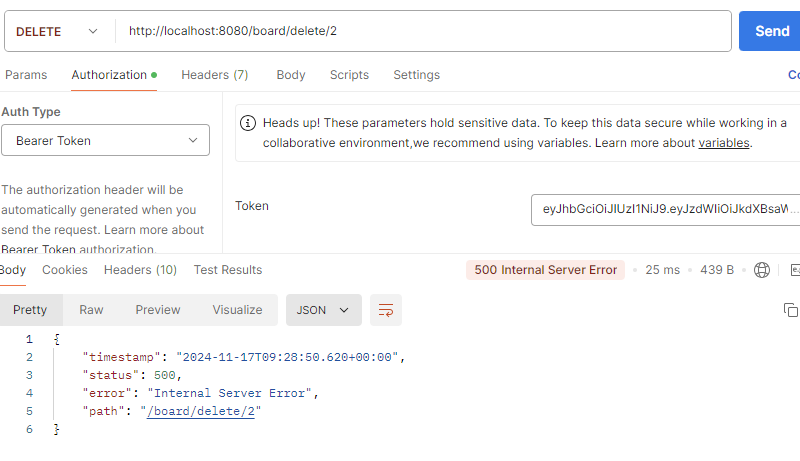 DELETE http://localhost:8080/board/delete/2 Send
Params Authorization Headers (7) Body Scripts Settings
Auth Type
Bearer Token
The authorization header will be
automatically generated when you
send the request. Learn more about
Bearer Token authorization.
Heads up! These parameters hold sensitive data. To keep this data secure while working in a
collaborative environment,we recommend using variables. Learn more about variables.
Token
Body Cookies Headers (10) Test Results 500 Internal Server Error 25 ms 439 B
Pretty Raw Preview Visualize JSON
1 {
2 "timestamp": "2024-11-17T09:28:50.620+00:00",
3 "status": 500,
4 "error": "Internal Server Error",
5 "path": "/board/delete/2"
6 }